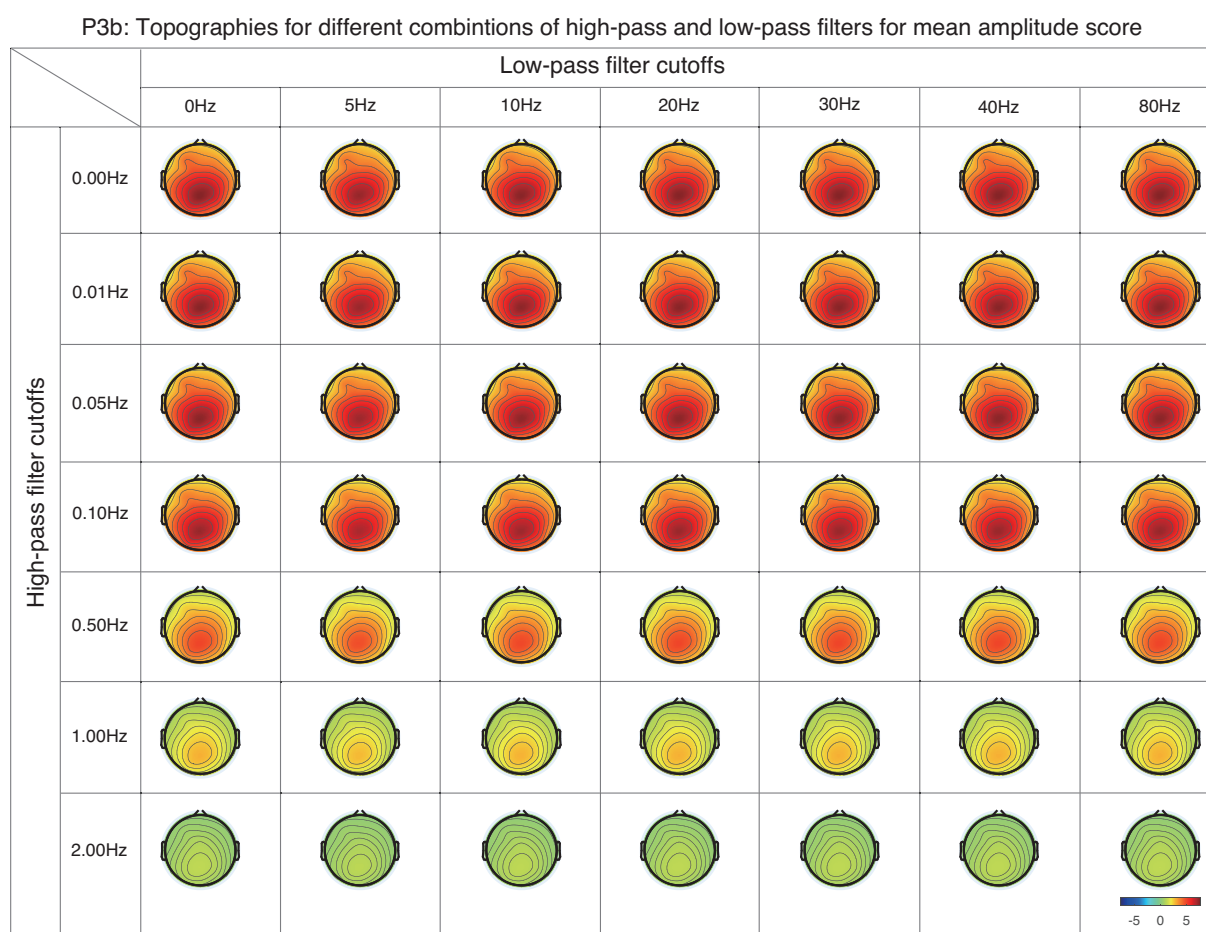 P3b: Topographies for different combintions of high-pass and low-pass filters for mean amplitude score
Low-pass filter cutoffs
0Hz 5Hz 10Hz 20Hz 30Hz 40Hz 80Hz
High-pass filter cutoffs
0.00Hz
0.01Hz
0.05Hz
0.10Hz
0.50Hz
1.00Hz
2.00Hz
-5 0 5